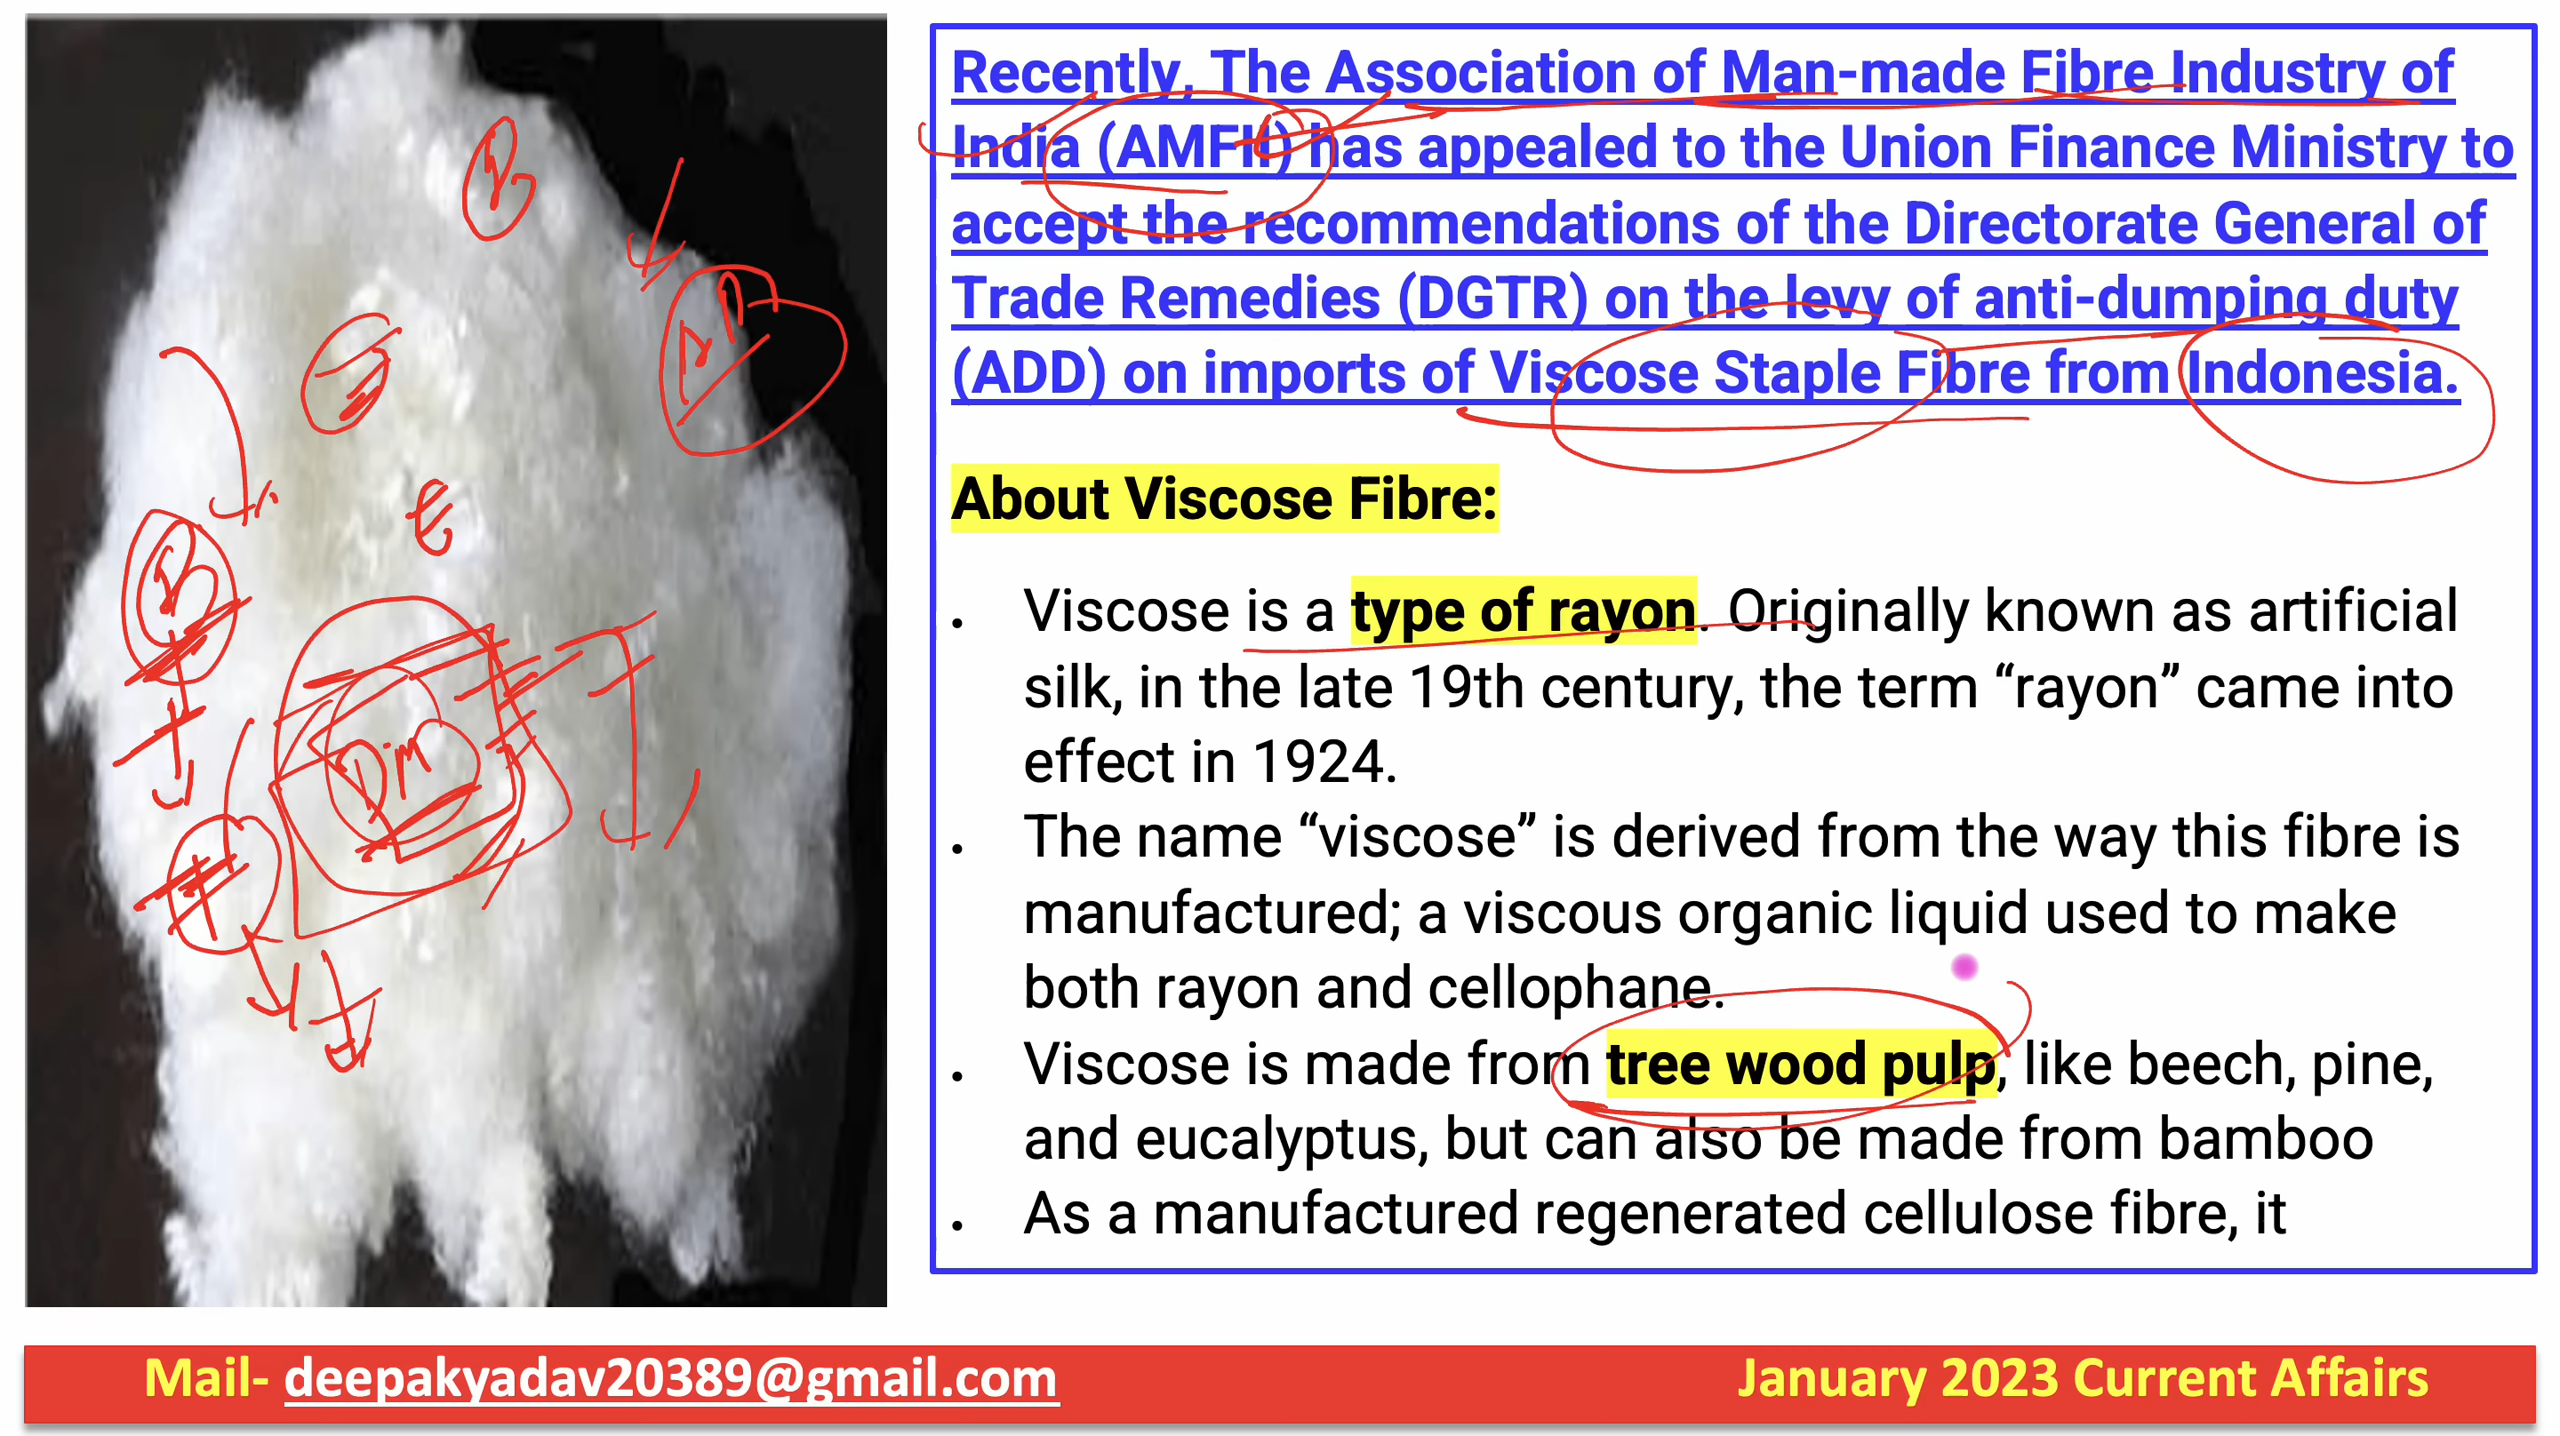 Recently, The Association of Man-made Fibre Industry of
India (AMFII) has appealed to the Union Finance Ministry to
accept the recommendations of the Directorate General of
Trade Remedies (DGTR) on the levy of anti-dumping duty
(ADD) on imports of Viscose Staple Fibre from Indonesia.
About Viscose Fibre:
• Viscose is a type of rayon. Originally known as artificial
silk, in the late 19th century, the term “rayon” came into
effect in 1924.
• The name “viscose” is derived from the way this fibre is
manufactured; a viscous organic liquid used to make
both rayon and cellophane.
• Viscose is made from tree wood pulp, like beech, pine,
and eucalyptus, but can also be made from bamboo
• As a manufactured regenerated cellulose fibre, it
Mail- deepakyadav20389@gmail.com
January 2023 Current Affairs